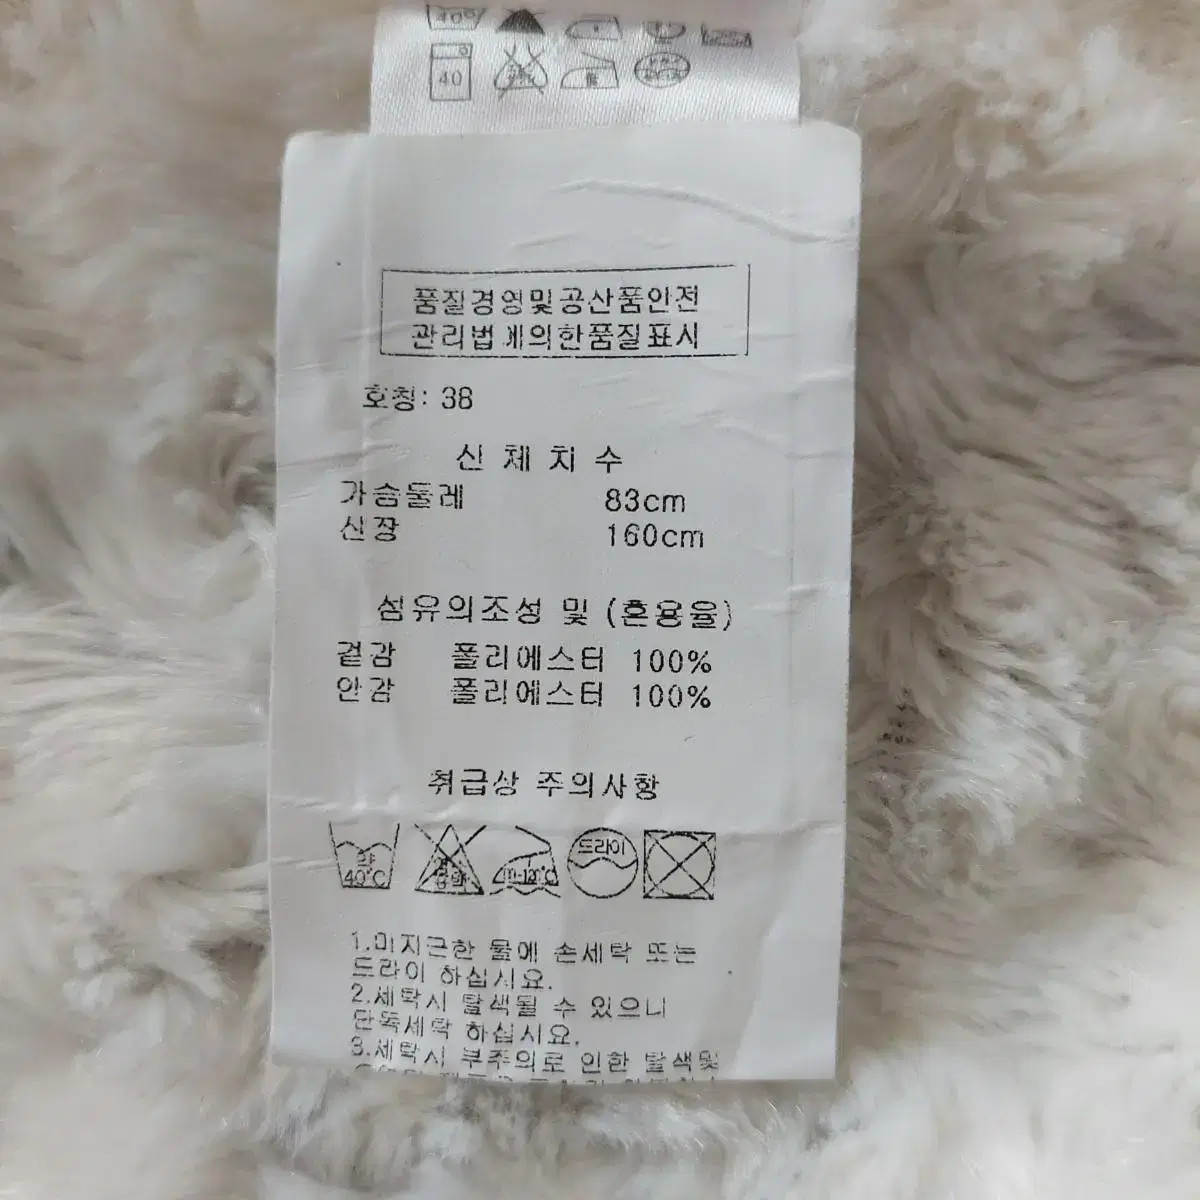 40
품질경영및공산품안전
관리법에의한품질표시
호칭: 38
신 체 치 수
가슴둘레 83cm
신장 160cm
섬유의조성 및 (혼용율)
겉감 폴리에스터 100%
안감 폴리에스터 100%
취급상 주의사항
약 40°C
드라이
1.미지근한 물에 손세탁 또는
드라이 하십시요.
2.세탁시 탈색될 수 있으니
단독세탁 하십시요.
3.세탁시 부주의로 인한 탈색및